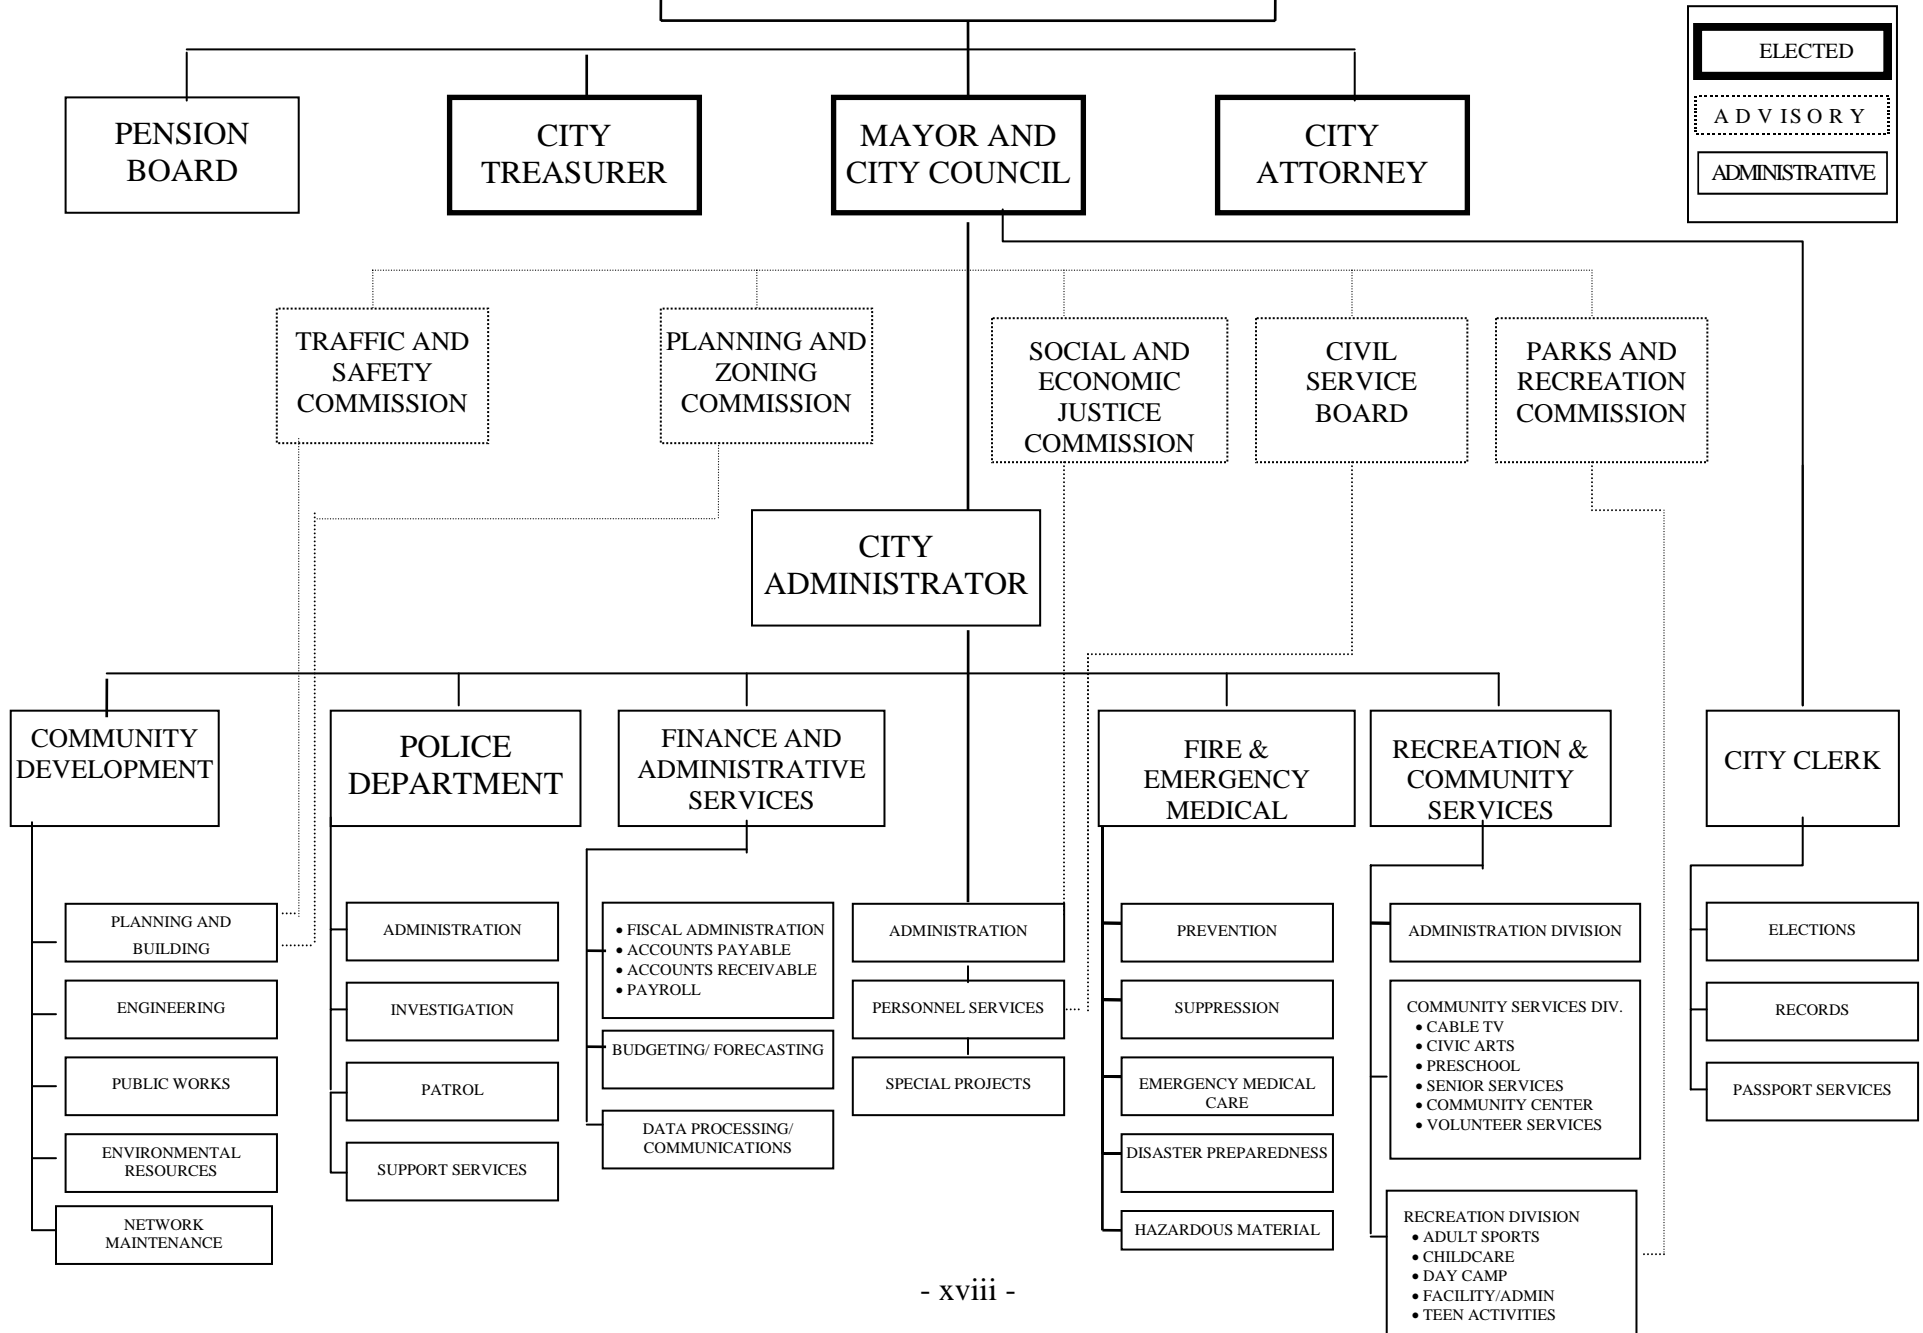 ELECTED
A D V I S O R Y
ADMINISTRATIVE
PENSION
BOARD
CITY
TREASURER
MAYOR AND
CITY COUNCIL
CITY
ATTORNEY
TRAFFIC AND
SAFETY
COMMISSION
PLANNING AND
ZONING
COMMISSION
SOCIAL AND
ECONOMIC
JUSTICE
COMMISSION
CIVIL
SERVICE
BOARD
PARKS AND
RECREATION
COMMISSION
CITY
ADMINISTRATOR
COMMUNITY
DEVELOPMENT
POLICE
DEPARTMENT
FINANCE AND
ADMINISTRATIVE
SERVICES
FIRE &
EMERGENCY
MEDICAL
RECREATION &
COMMUNITY
SERVICES
CITY CLERK
PLANNING AND
BUILDING
ENGINEERING
PUBLIC WORKS
ENVIRONMENTAL
RESOURCES
NETWORK
MAINTENANCE
ADMINISTRATION
INVESTIGATION
PATROL
SUPPORT SERVICES
• FISCAL ADMINISTRATION
• ACCOUNTS PAYABLE
• ACCOUNTS RECEIVABLE
• PAYROLL
BUDGETING/ FORECASTING
DATA PROCESSING/
COMMUNICATIONS
ADMINISTRATION
PERSONNEL SERVICES
SPECIAL PROJECTS
PREVENTION
SUPPRESSION
EMERGENCY MEDICAL
CARE
DISASTER PREPAREDNESS
HAZARDOUS MATERIAL
ADMINISTRATION DIVISION
COMMUNITY SERVICES DIV.
• CABLE TV
• CIVIC ARTS
• PRESCHOOL
• SENIOR SERVICES
• COMMUNITY CENTER
• VOLUNTEER SERVICES
RECREATION DIVISION
• ADULT SPORTS
• CHILDCARE
• DAY CAMP
• FACILITY/ADMIN
• TEEN ACTIVITIES
ELECTIONS
RECORDS
PASSPORT SERVICES
- xviii -